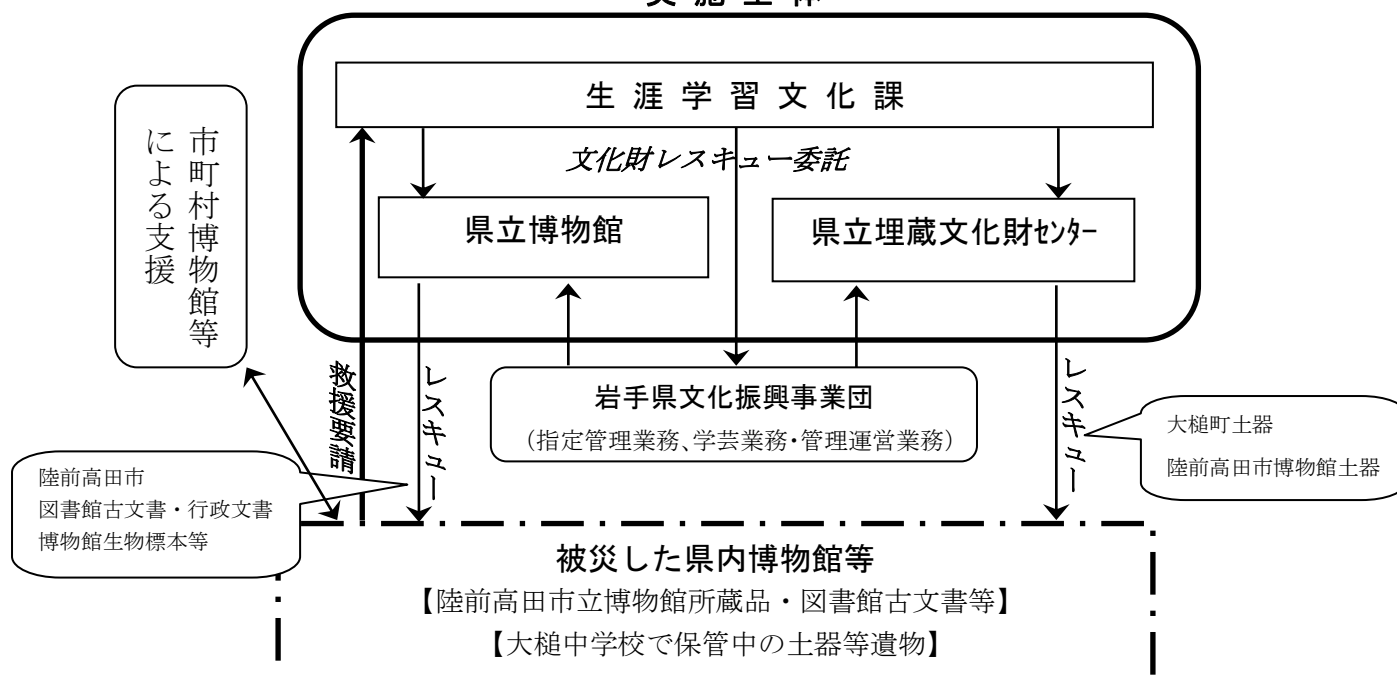 生涯学習文化課
文化財レスキュー委託
県立博物館
県立埋蔵文化財センター
市町村博物館等
による支援
救援要請
レスキュー
岩手県文化振興事業団
(指定管理業務、学芸業務・管理運営業務)
レスキュー
大槌町土器
陸前高田市博物館土器
陸前高田市
図書館古文書・行政文書
博物館生物標本等
被災した県内博物館等
【陸前高田市立博物館所蔵品・図書館古文書等】
【大槌中学校で保管中の土器等遺物】